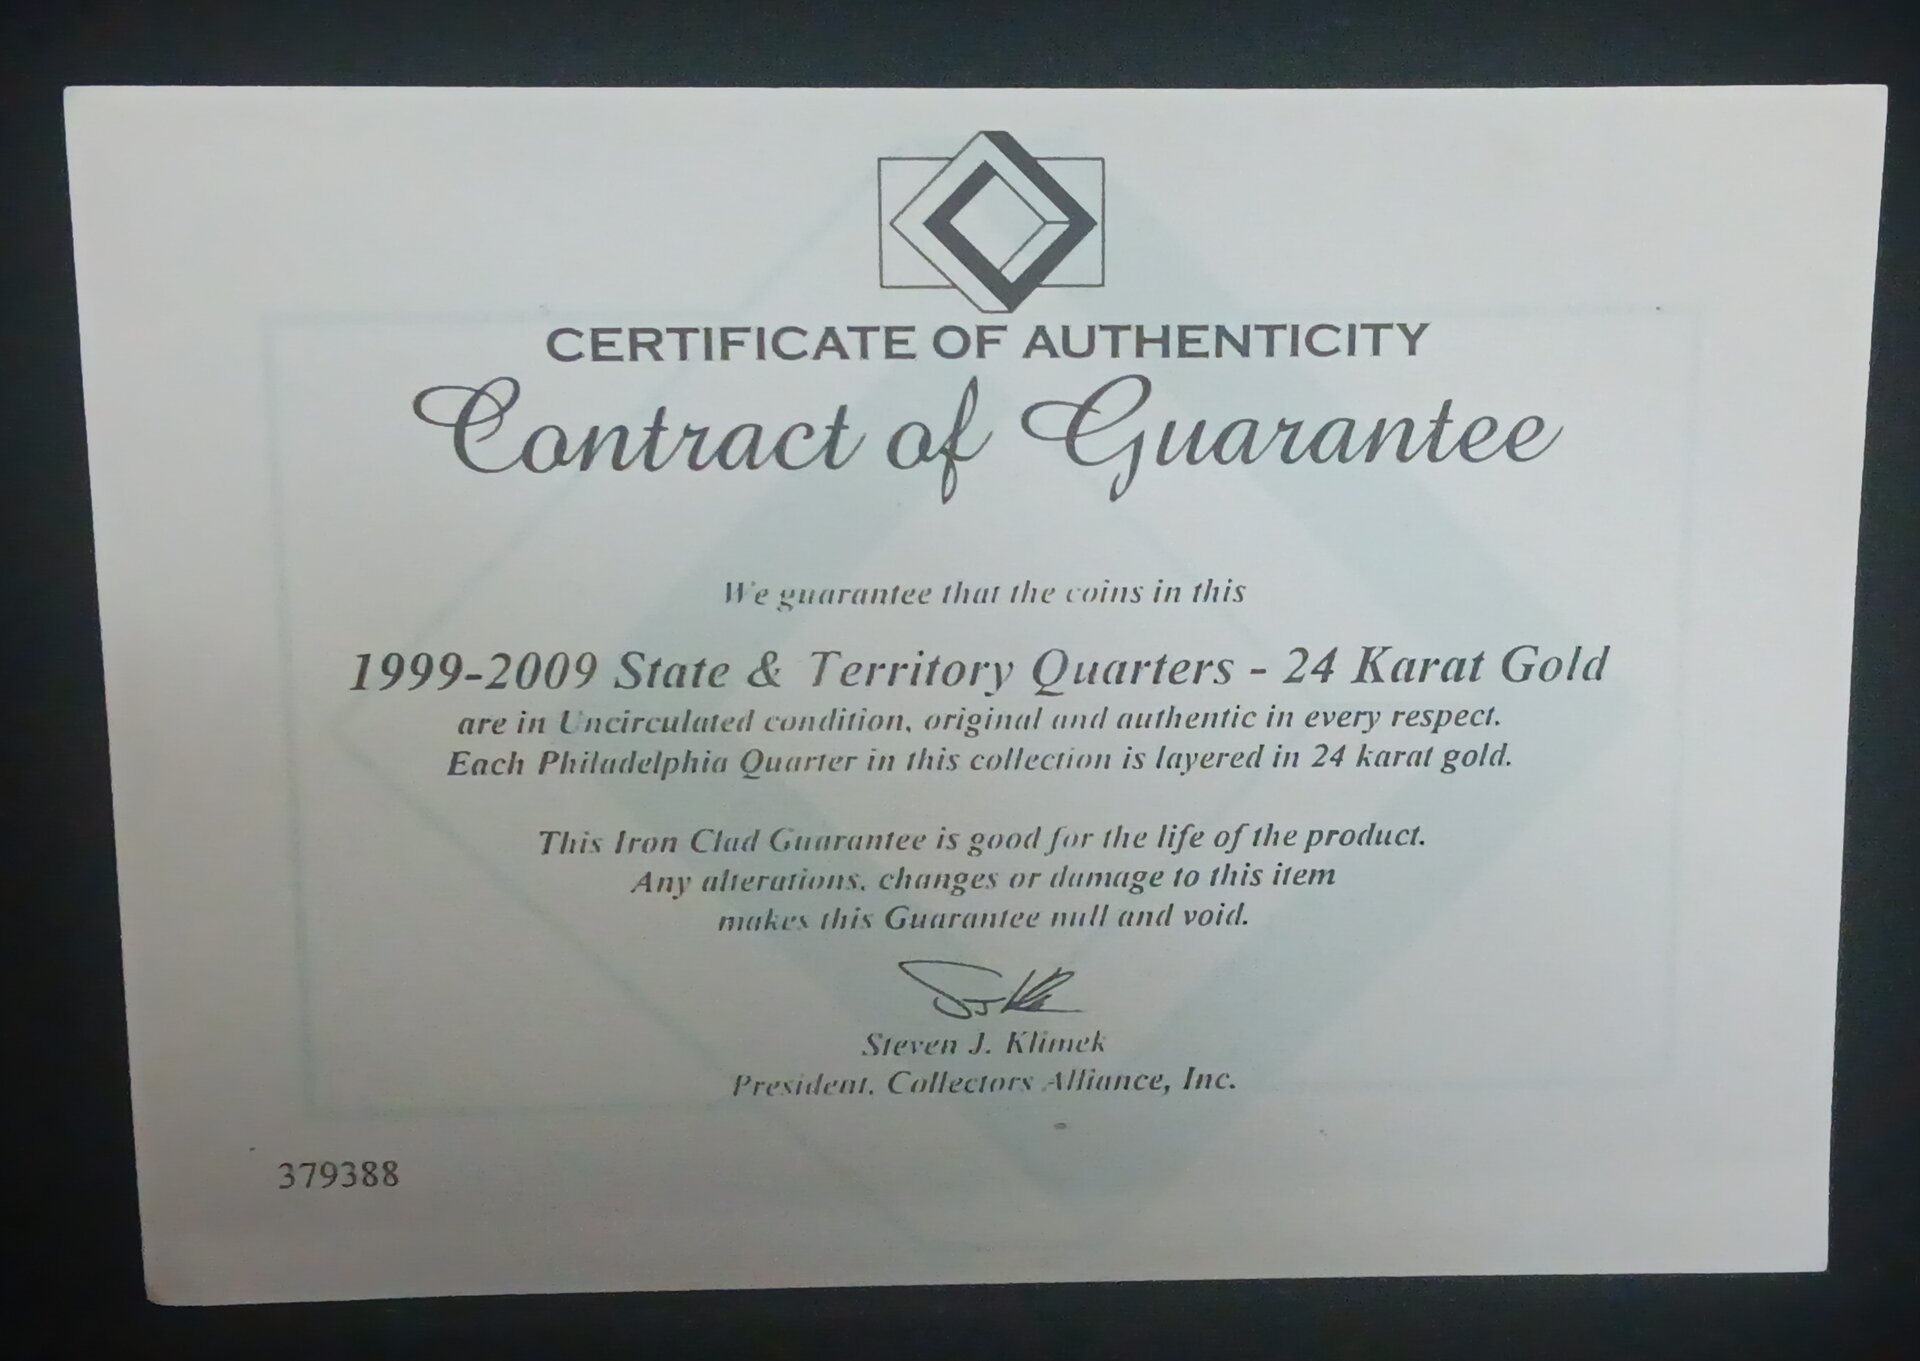 CERTIFICATE OF AUTHENTICITY
Contract of Guarantee
We guarantee that the coins in this
1999-2009 State & Territory Quarters - 24 Karat Gold
are in Uncirculated condition, original and authentic in every respect.
Each Philadelphia Quarter in this collection is layered in 24 karat gold.
This Iron Clad Guarantee is good for the life of the product.
Any alterations, changes or damage to this item
makes this Guarantee null and void.
Steven J. Klimek
President, Collectors Alliance, Inc.
379388